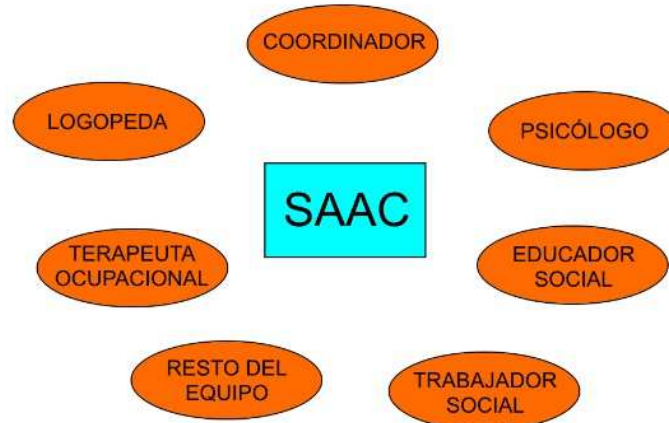 COORDINADOR
LOGOPEDA
PSICÓLOGO
SAAC
TERAPEUTA
OCUPACIONAL
EDUCADOR
SOCIAL
RESTO DEL
EQUIPO
TRABAJADOR
SOCIAL